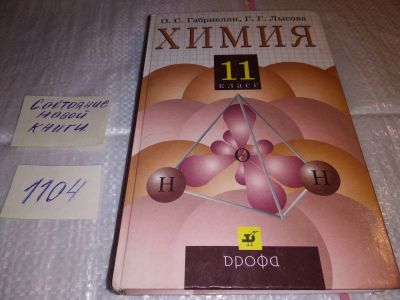 О. С. Габриелян, Г. Г. Лысова
ХИМИЯ
11
класс
О
Н
Н
дрофа
Состояние
новой
книги
1104